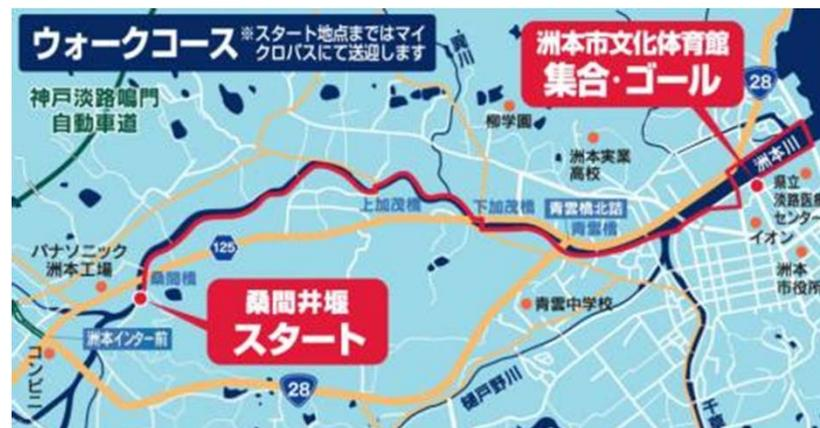 ウォークコース
※スタート地点まではマイ
クロバスにて送迎します
洲本市文化体育館
集合・ゴール
28
神戸淡路鳴門
自動車道
柳学園
洲本実業
高校
洲本川
県立
淡路医療
センター
イオン
洲本
市役所
上加茂橋
下加茂橋
青雲橋北詰
青雲橋
125
パナソニック
洲本工場
桑間橋
桑間井堰
スタート
青雲中学校
洲本インター前
コンビニ
28
樋戸野川
千草